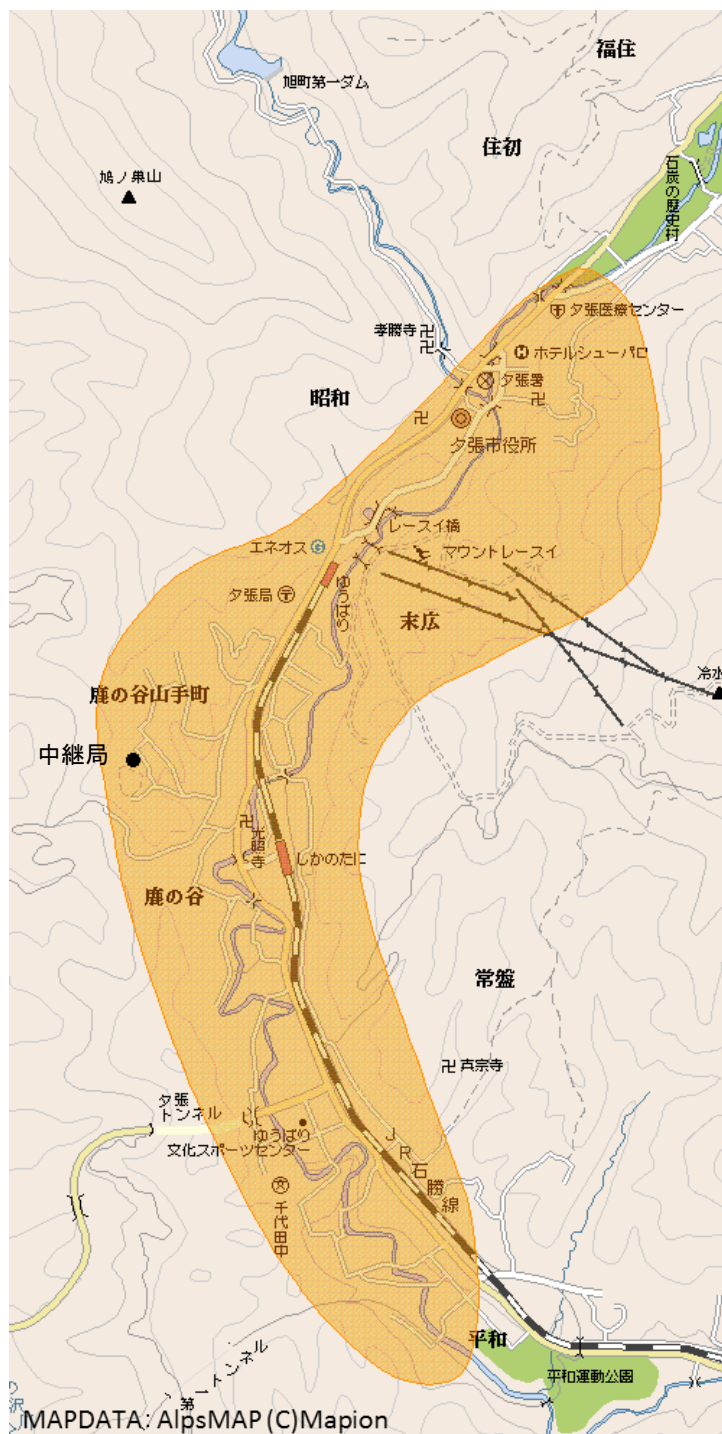 福住
旭町第一ダム
住初
鳩ノ巣山
石炭の歴史村
夕張医療センター
孝勝寺
ホテルシューパロ
夕張署
昭和
夕張市役所
レースイ橋
エネオス
マウントレースイ
夕張局
ゆうばり
末広
冷水
鹿の谷山手町
中継局
光照寺
しかのたに
鹿の谷
常盤
真宗寺
夕張
トンネル
ゆうばり
文化スポーツセンター
JR石勝線
千代田中
平和
平和運動公園
第一トンネル
の沢
MAPDATA: AlpsMAP (C)Mapion